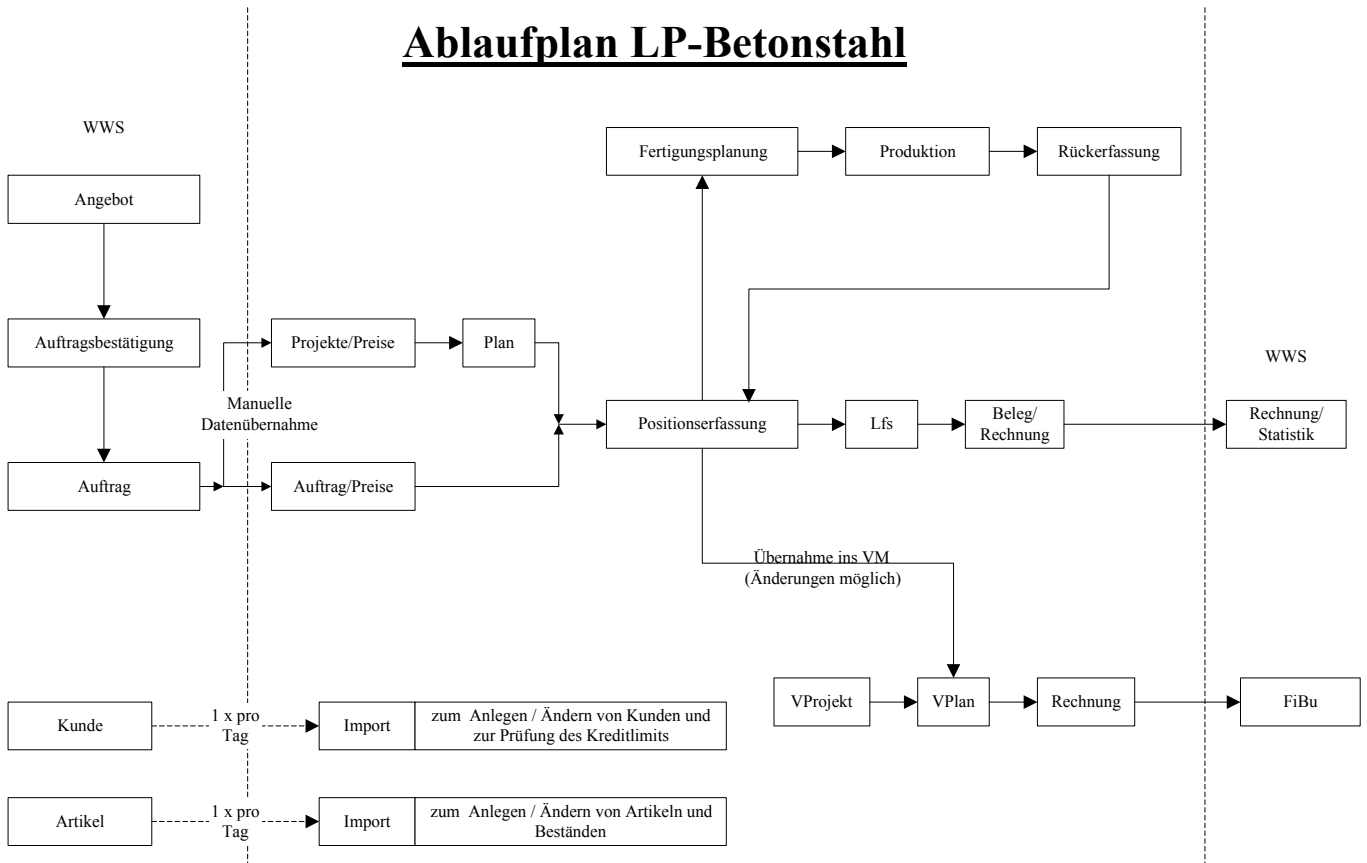 Ablaufplan LP-Betonstahl
WWS
Angebot
Auftragsbestätigung
Auftrag
Manuelle
Datenübernahme
Projekte/Preise
Plan
Auftrag/Preise
Fertigungsplanung
Produktion
Rückerfassung
Positionserfassung
Lfs
Beleg/
Rechnung
WWS
Rechnung/
Statistik
Übernahme ins VM
(Änderungen möglich)
VProjekt
VPlan
Rechnung
FiBu
Kunde
1 x pro
Tag
Import
zum Anlegen / Ändern von Kunden und
zur Prüfung des Kreditlimits
Artikel
1 x pro
Tag
Import
zum Anlegen / Ändern von Artikeln und
Beständen